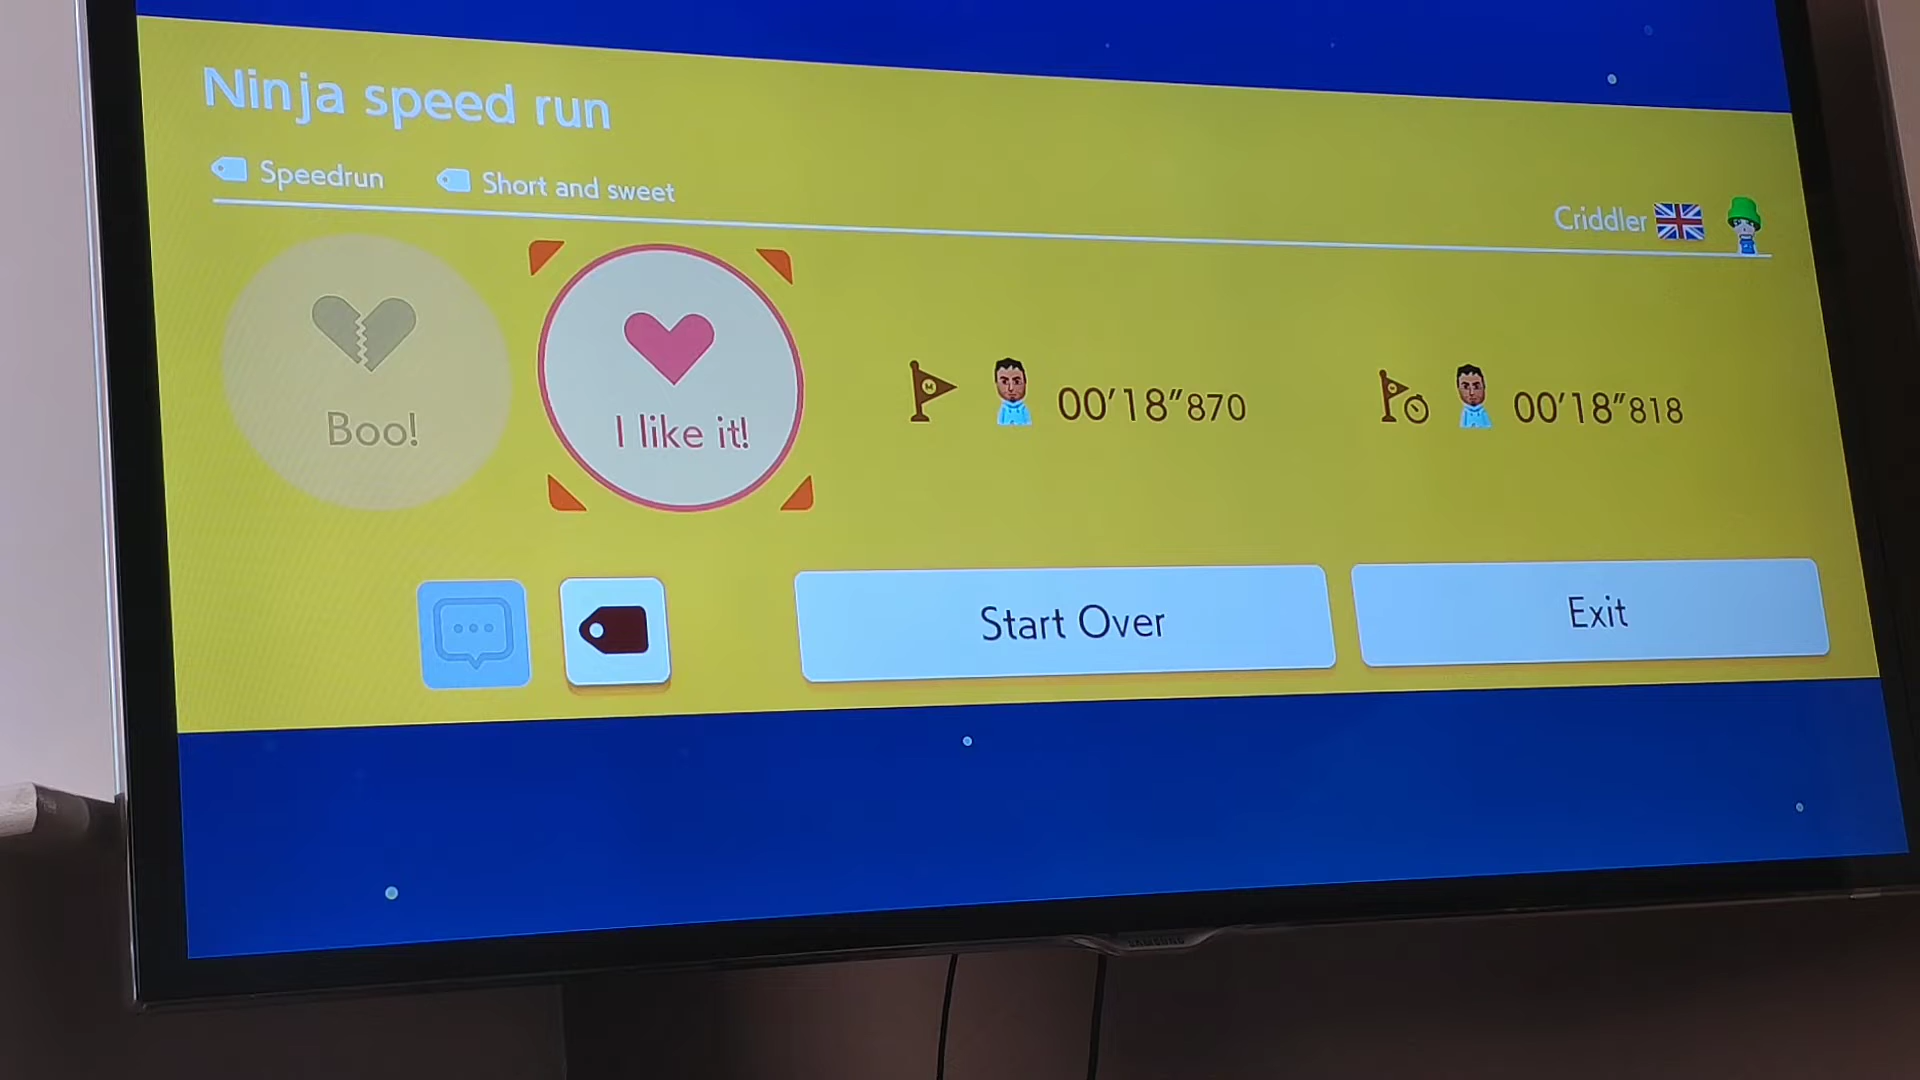 Ninja speed run
Speedrun Short and sweet
Criddler
Boo!
I like it!
00'18"870
00'18"818
Start Over
Exit
SAMSUNG